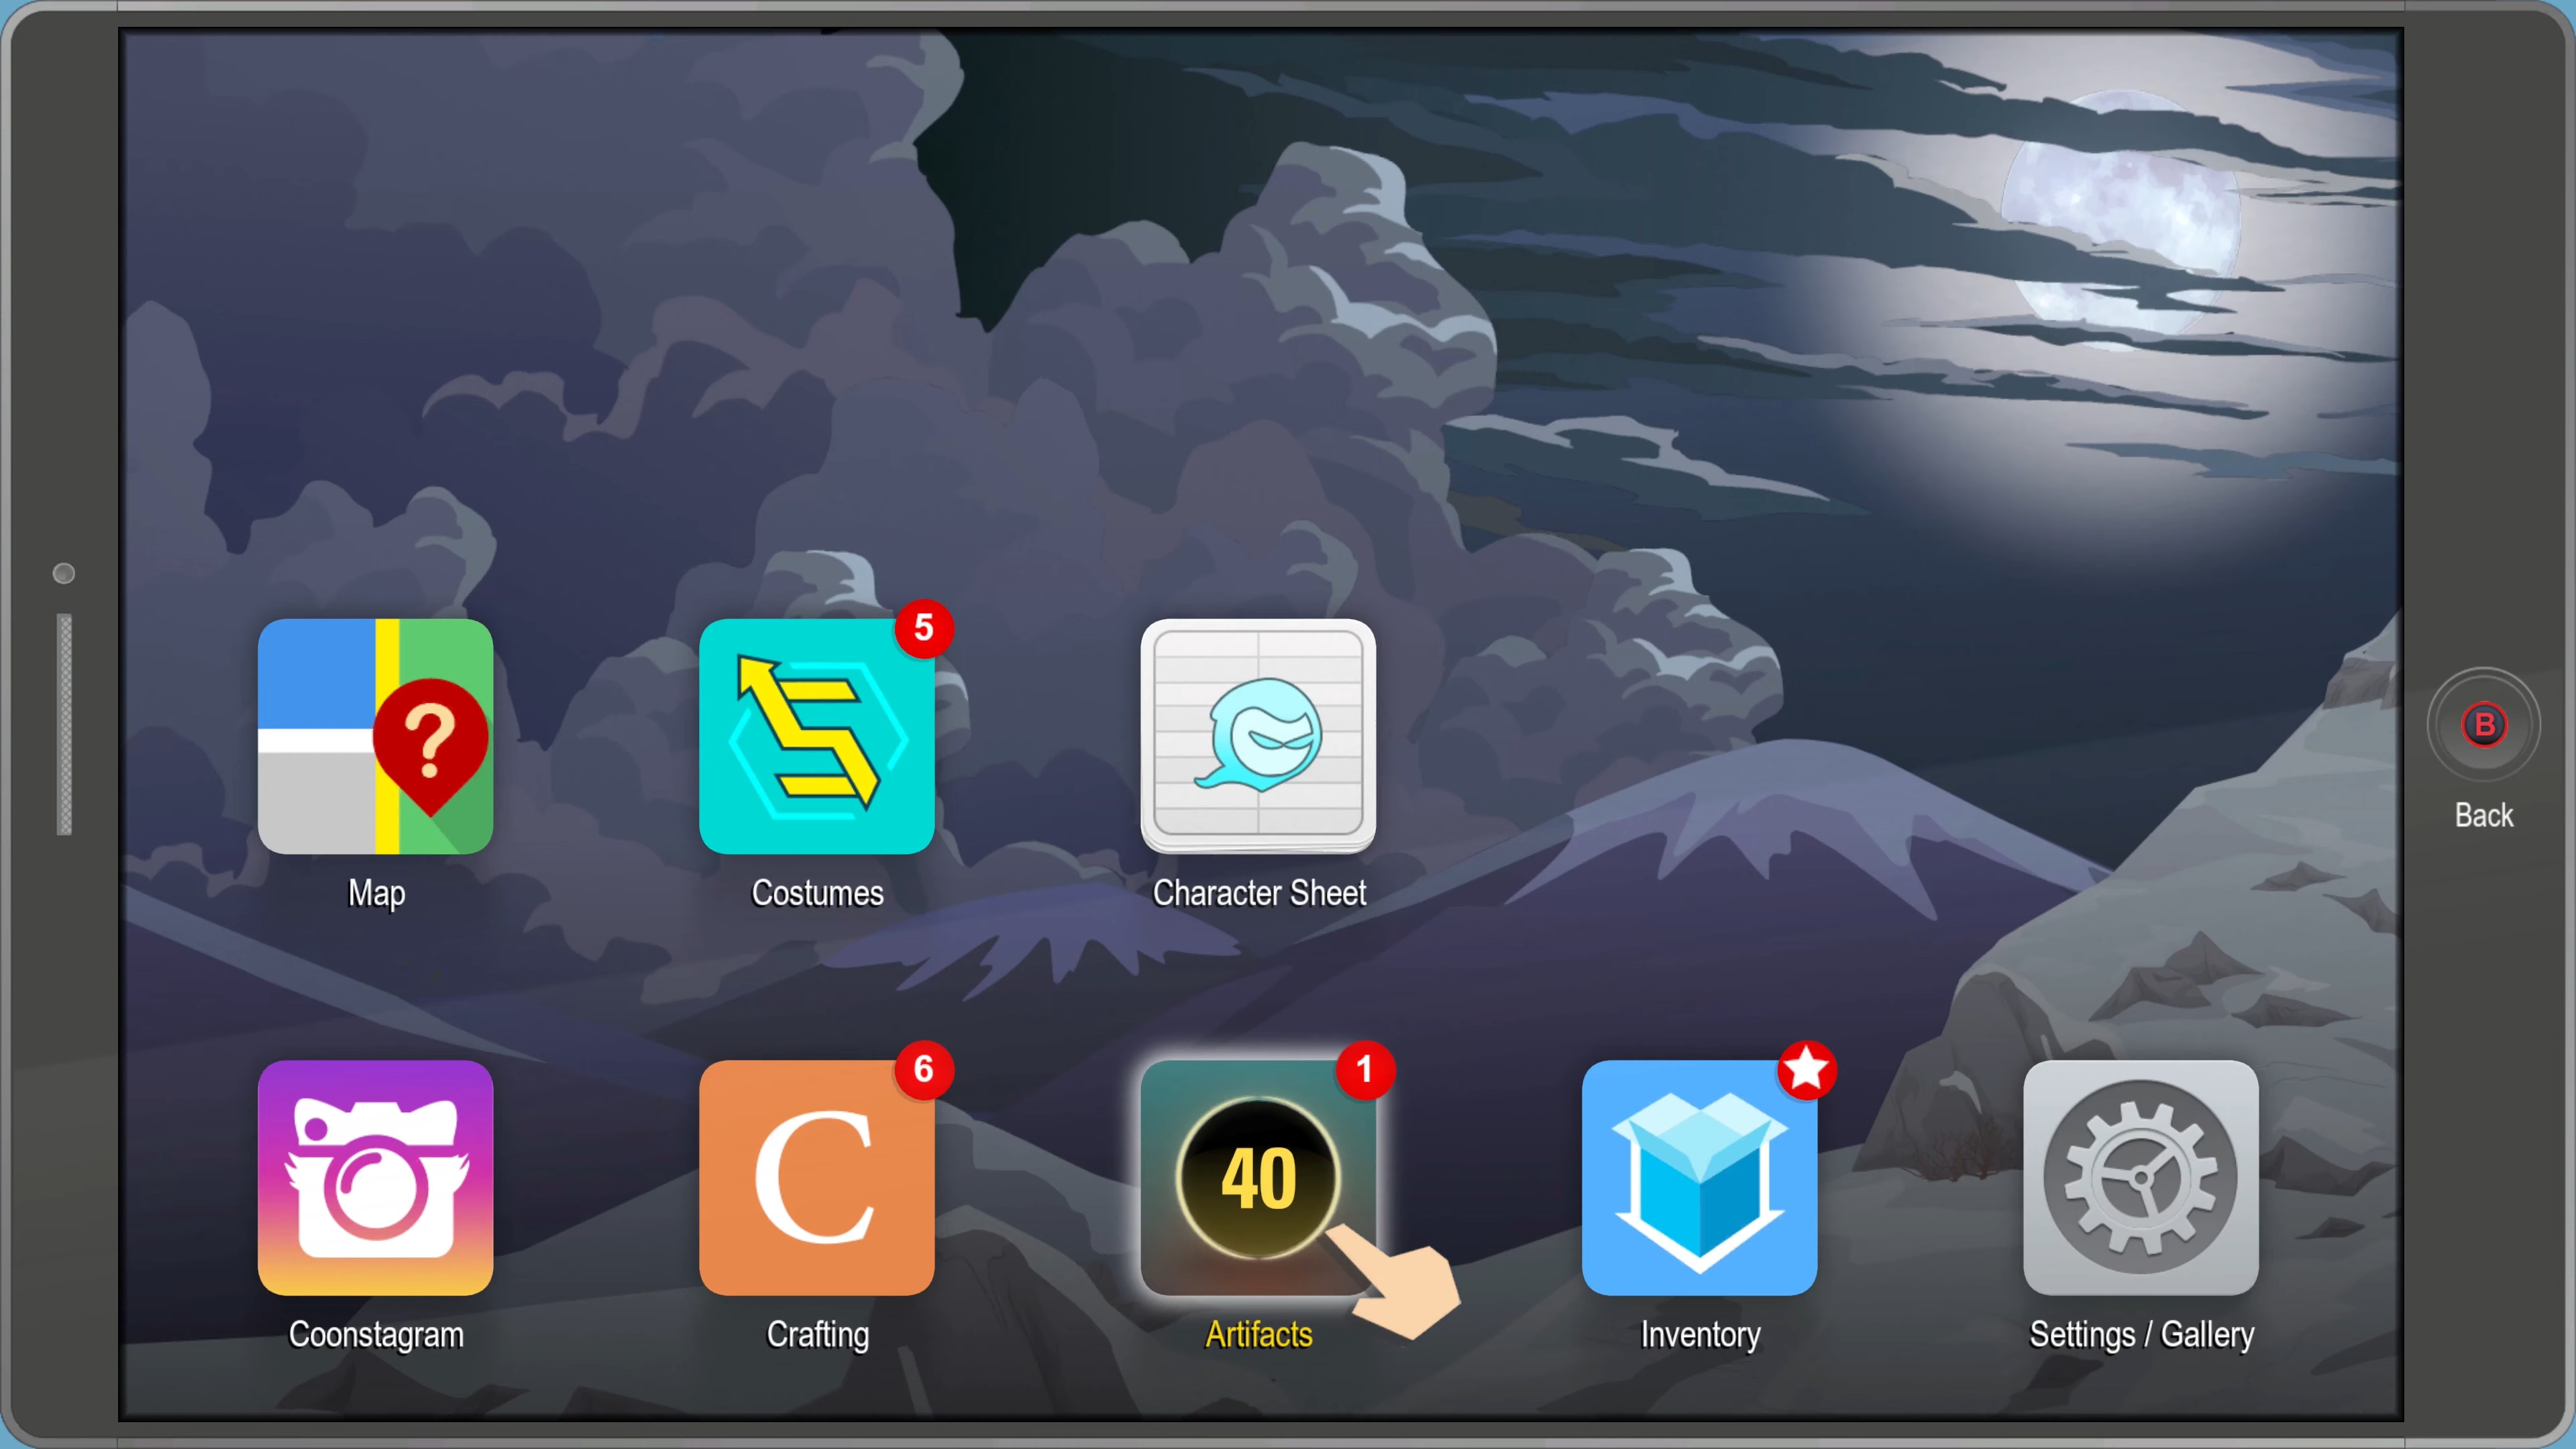 5
?
B
Back
Map
Costumes
Character Sheet
6
1
C
40
Coonstagram
Crafting
Artifacts
Inventory
Settings / Gallery